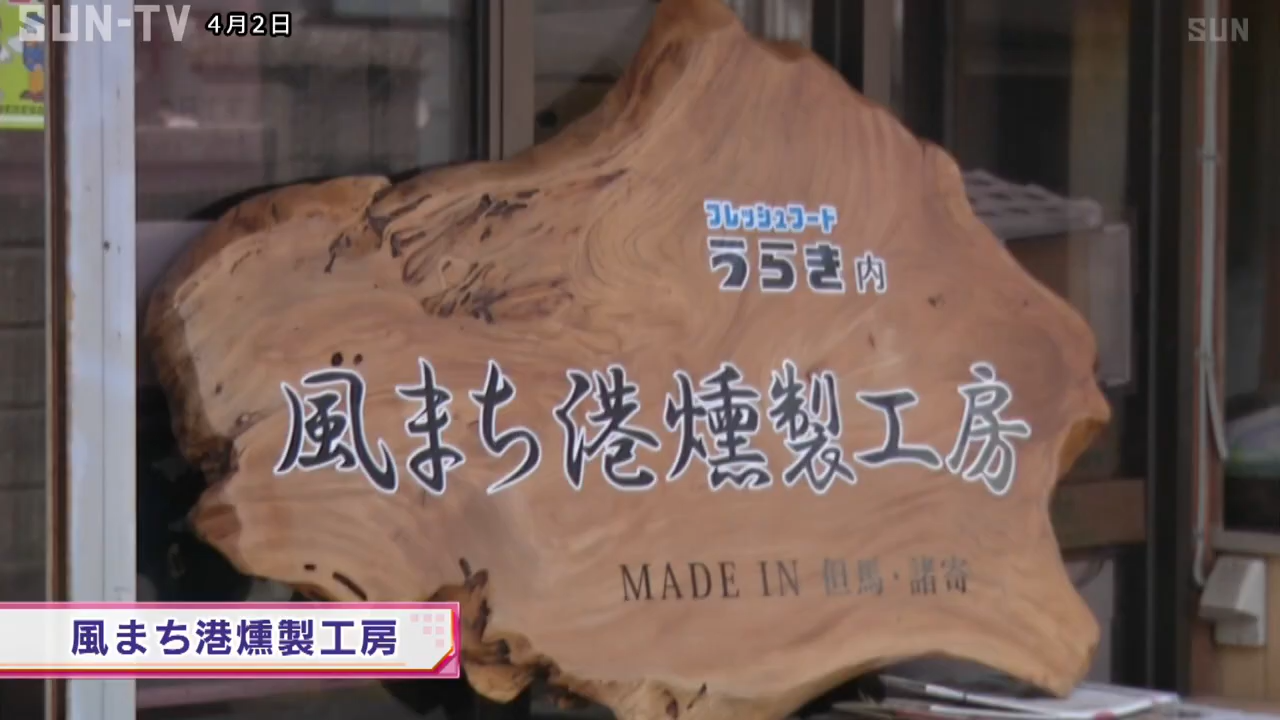 SUN-TV 4月2日
SUN
フレッシュフード
うらき内
風まち港燻製工房
MADE IN 但馬・諸寄
風まち港燻製工房